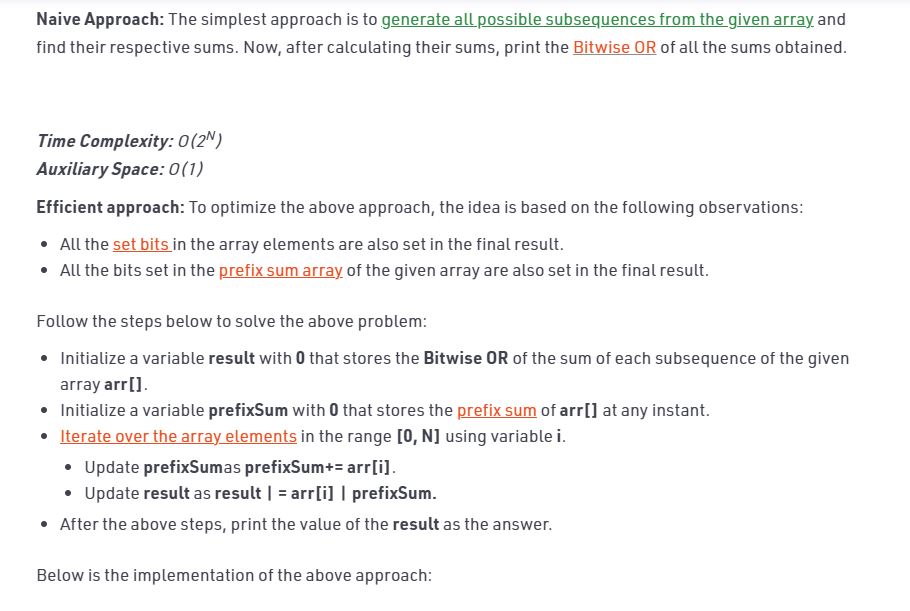 Naive Approach: The simplest approach is to generate all possible subsequences from the given array and
find their respective sums. Now, after calculating their sums, print the Bitwise OR of all the sums obtained.
Time Complexity: O(2^N)
Auxiliary Space: O(1)
Efficient approach: To optimize the above approach, the idea is based on the following observations:
• All the set bits in the array elements are also set in the final result.
• All the bits set in the prefix sum array of the given array are also set in the final result.
Follow the steps below to solve the above problem:
• Initialize a variable result with 0 that stores the Bitwise OR of the sum of each subsequence of the given
array arr[].
• Initialize a variable prefixSum with 0 that stores the prefix sum of arr[] at any instant.
• Iterate over the array elements in the range [0, N] using variable i.
• Update prefixSumas prefixSum+= arr[i].
• Update result as result | = arr[i] | prefixSum.
• After the above steps, print the value of the result as the answer.
Below is the implementation of the above approach: